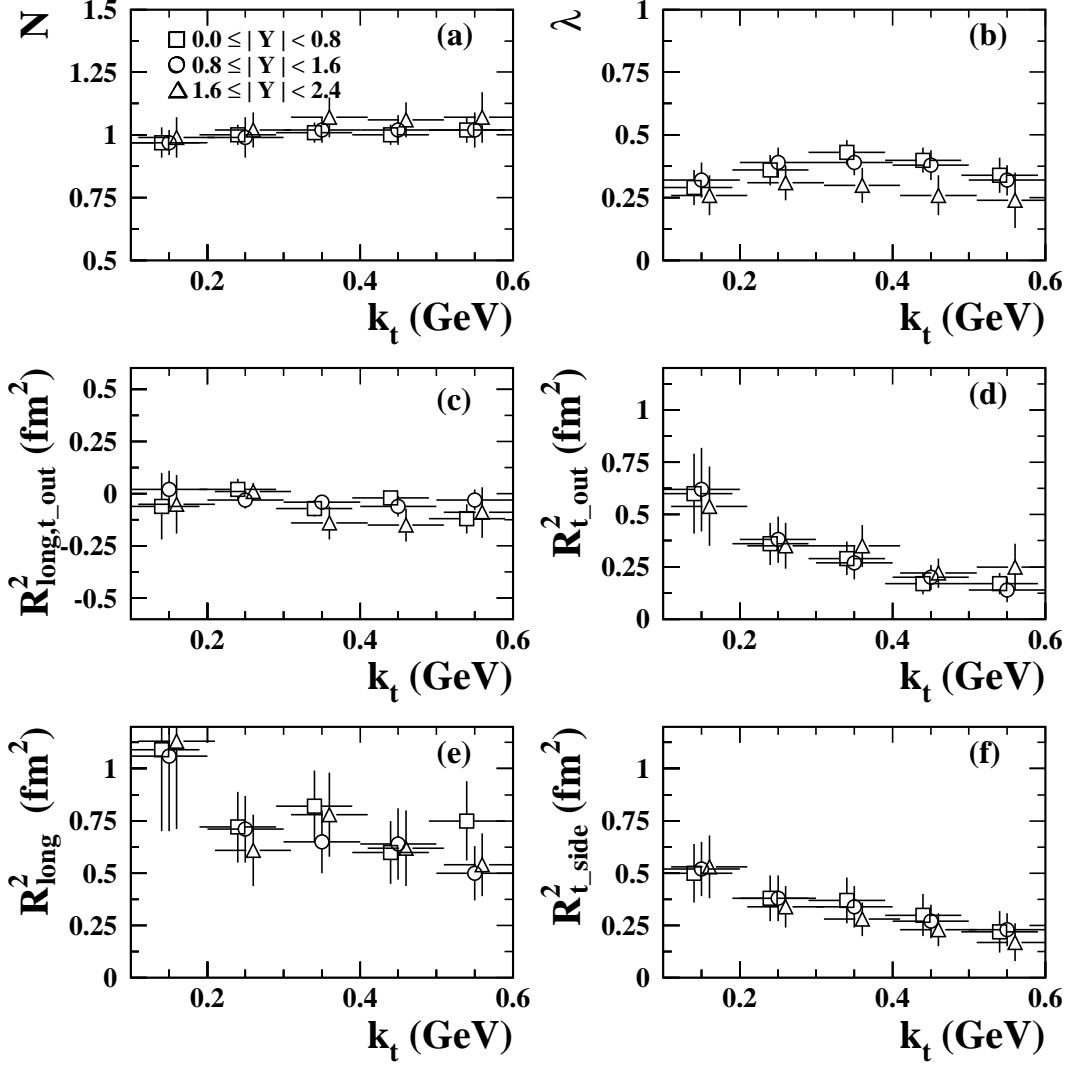 N
1.5
1.25
1
0.75
0.5
(a)
0.0 ≤ | Y | < 0.8
0.8 ≤ | Y | < 1.6
1.6 ≤ | Y | < 2.4
0.2 0.4 0.6
k_t (GeV)
λ
1
0.75
0.5
0.25
0
(b)
0.2 0.4 0.6
k_t (GeV)
R²_long,t_out (fm²)
0.5
0.25
0
-0.25
-0.5
(c)
0.2 0.4 0.6
k_t (GeV)
R²_t_out (fm²)
1
0.75
0.5
0.25
0
(d)
0.2 0.4 0.6
k_t (GeV)
R²_long (fm²)
1
0.75
0.5
0.25
0
(e)
0.2 0.4 0.6
k_t (GeV)
R²_t_side (fm²)
1
0.75
0.5
0.25
0
(f)
0.2 0.4 0.6
k_t (GeV)